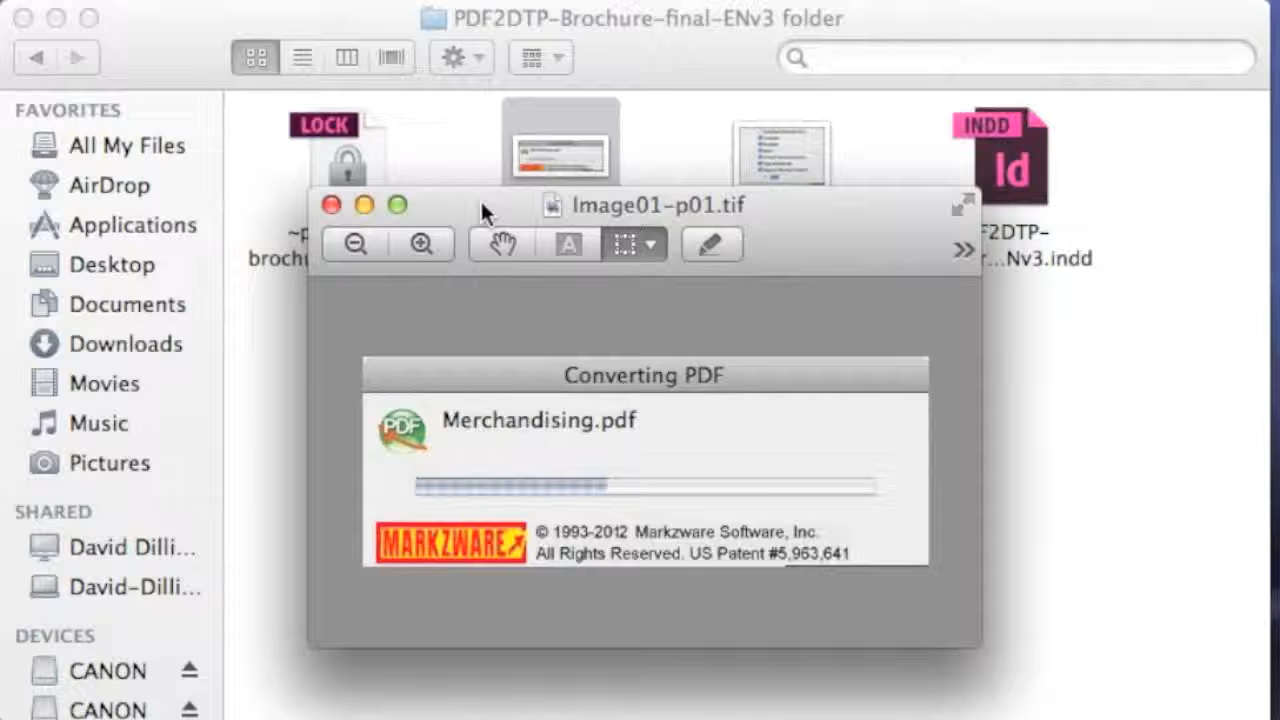 PDF2DTP-Brochure-final-ENv3 folder
FAVORITES
All My Files
AirDrop
Applications
Desktop
Documents
Downloads
Movies
Music
Pictures
SHARED
David Dilli...
David-Dilli...
DEVICES
CANON
CANON
LOCK
INDD
Id
~p
brochu
F2DTP-
r...Nv3.indd
Image01-p01.tif
A
Converting PDF
PDF
Merchandising.pdf
MARKZWARE
© 1993-2012 Markzware Software, Inc.
All Rights Reserved. US Patent #5,963,641